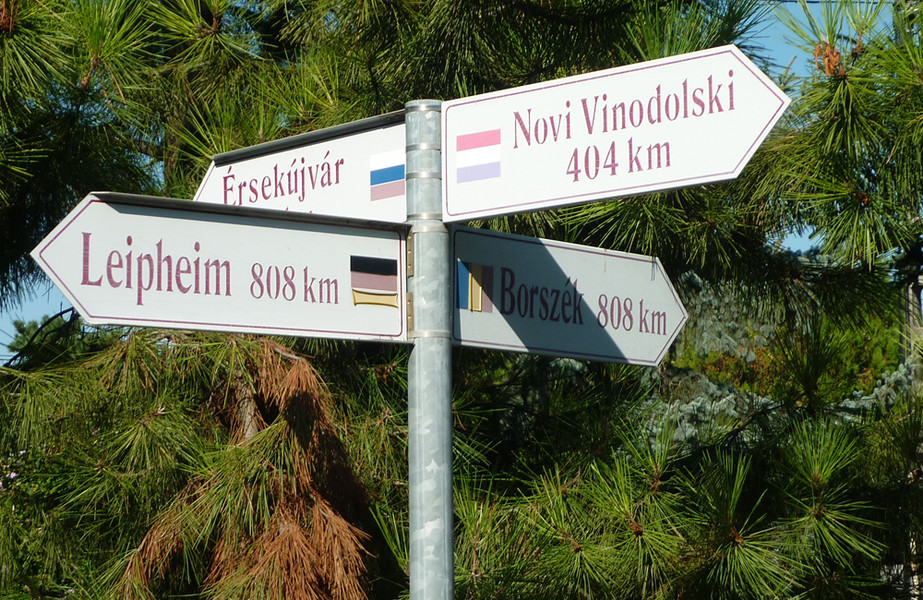 Novi Vinodolski
404 km
Érsekújvár
Leipheim 808 km
Borszék 808 km